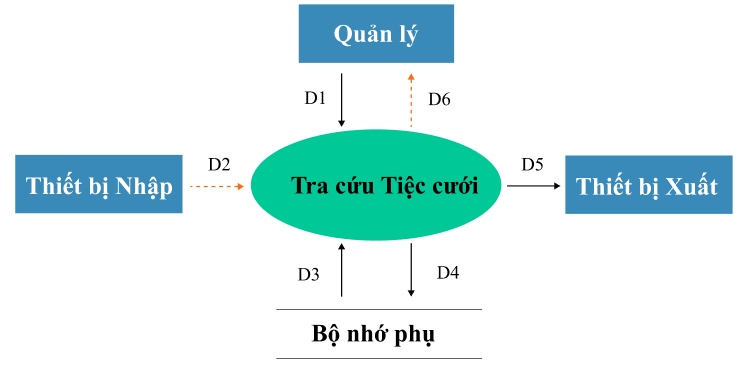 Quản lý
D1
D6
D2
D5
Thiết bị Nhập
Tra cứu Tiệc cưới
Thiết bị Xuất
D3
D4
Bộ nhớ phụ